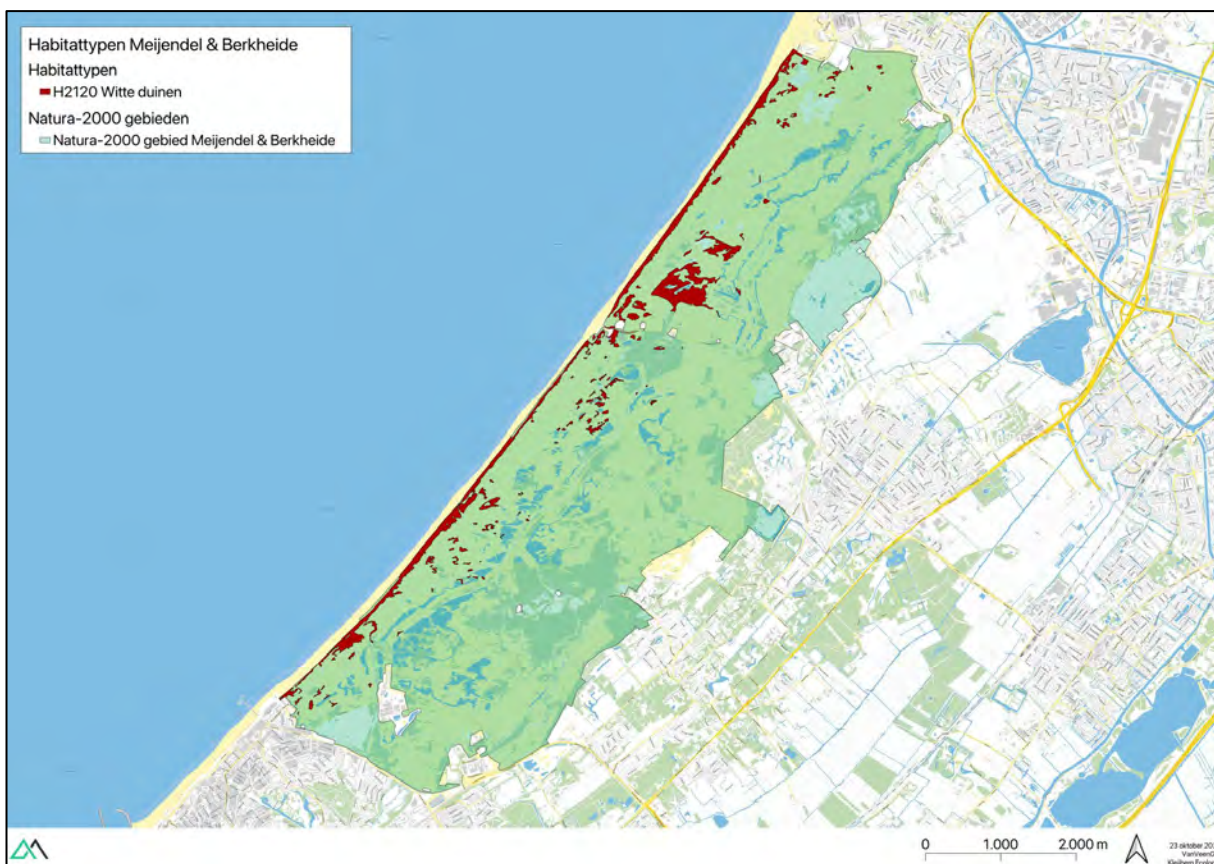 Habitattypen Meijendel & Berkheide
Habitattypen
H2120 Witte duinen
Natura-2000 gebieden
Natura-2000 gebied Meijendel & Berkheide
0 1.000 2.000 m
23 oktober 20
VanVeenG